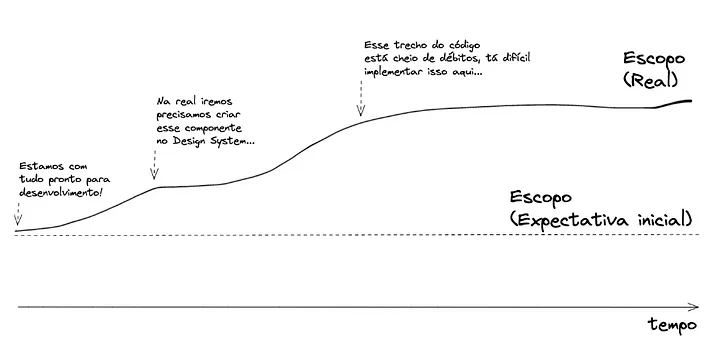 Estamos com
tudo pronto para
desenvolvimento!
Na real iremos
precisamos criar
esse componente
no Design System...
Esse trecho do código
está cheio de débitos, tá difícil
implementar isso aqui...
Escopo
(Real)
Escopo
(Expectativa inicial)
tempo